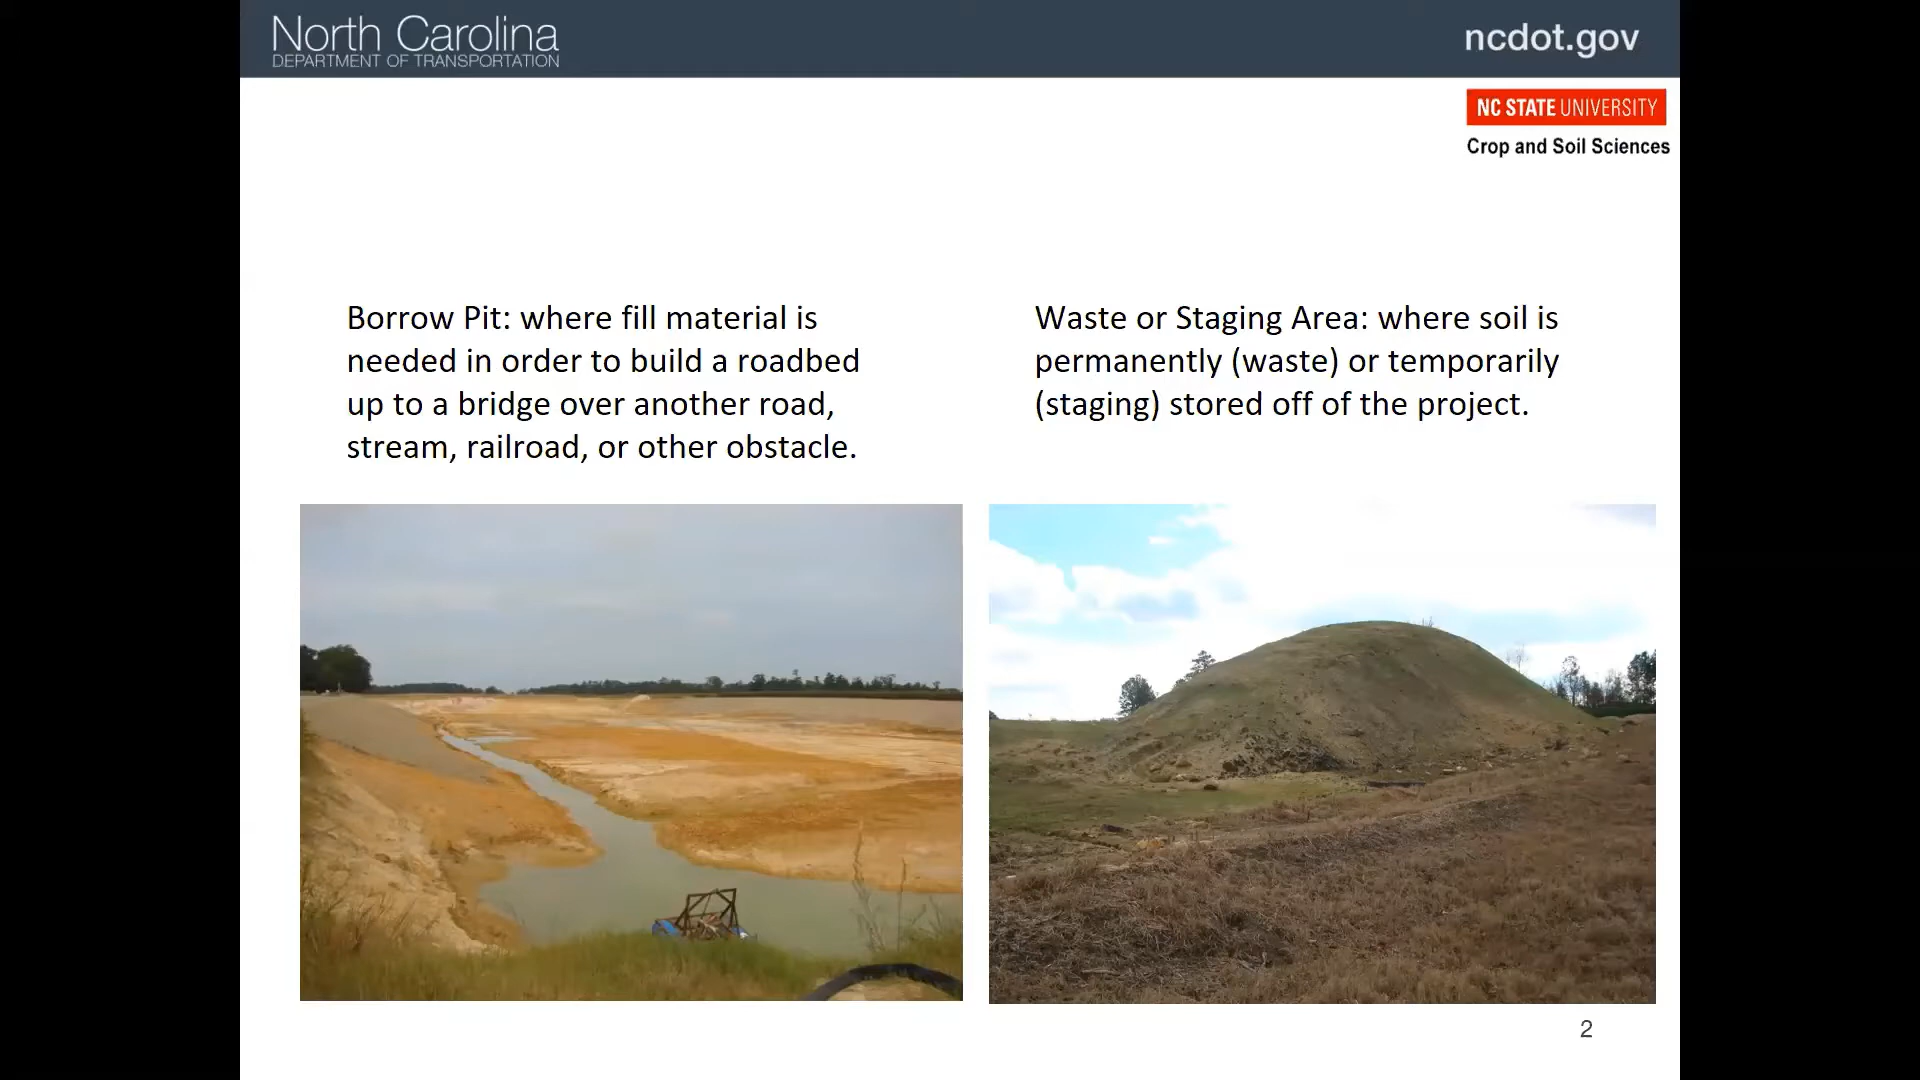 North Carolina
DEPARTMENT OF TRANSPORTATION
ncdot.gov
NC STATE UNIVERSITY
Crop and Soil Sciences
Borrow Pit: where fill material is
needed in order to build a roadbed
up to a bridge over another road,
stream, railroad, or other obstacle.
Waste or Staging Area: where soil is
permanently (waste) or temporarily
(staging) stored off of the project.
2